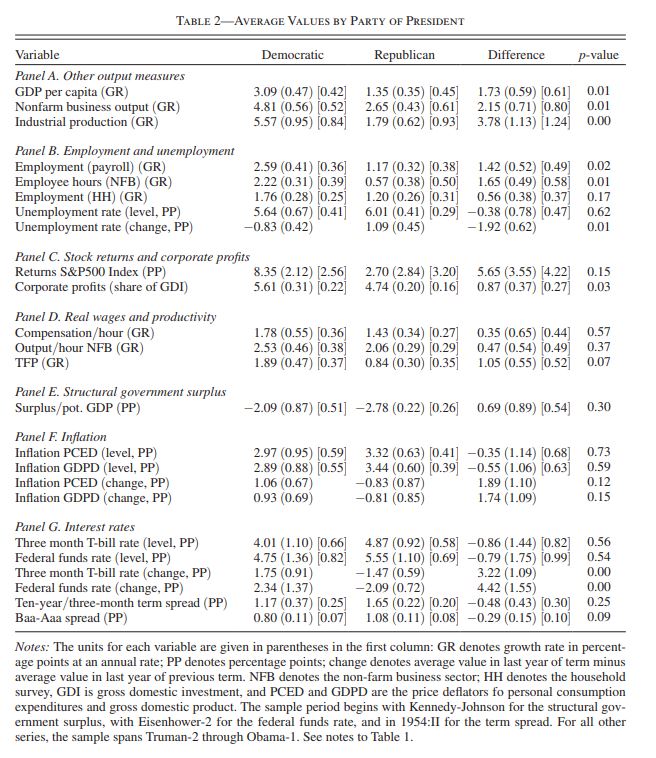 TABLE 2—AVERAGE VALUES BY PARTY OF PRESIDENT
Variable Democratic Republican Difference p-value
Panel A. Other output measures
GDP per capita (GR) 3.09 (0.47) [0.42] 1.35 (0.35) [0.45] 1.73 (0.59) [0.61] 0.01
Nonfarm business output (GR) 4.81 (0.56) [0.52] 2.65 (0.43) [0.61] 2.15 (0.71) [0.80] 0.01
Industrial production (GR) 5.57 (0.95) [0.84] 1.79 (0.62) [0.93] 3.78 (1.13) [1.24] 0.00
Panel B. Employment and unemployment
Employment (payroll) (GR) 2.59 (0.41) [0.36] 1.17 (0.32) [0.38] 1.42 (0.52) [0.49] 0.02
Employee hours (NFB) (GR) 2.22 (0.31) [0.39] 0.57 (0.38) [0.50] 1.65 (0.49) [0.58] 0.01
Employment (HH) (GR) 1.76 (0.28) [0.25] 1.20 (0.26) [0.31] 0.56 (0.38) [0.37] 0.17
Unemployment rate (level, PP) 5.64 (0.67) [0.41] 6.01 (0.41) [0.29] −0.38 (0.78) [0.47] 0.62
Unemployment rate (change, PP) −0.83 (0.42) 1.09 (0.45) −1.92 (0.62) 0.01
Panel C. Stock returns and corporate profits
Returns S&P500 Index (PP) 8.35 (2.12) [2.56] 2.70 (2.84) [3.20] 5.65 (3.55) [4.22] 0.15
Corporate profits (share of GDI) 5.61 (0.31) [0.22] 4.74 (0.20) [0.16] 0.87 (0.37) [0.27] 0.03
Panel D. Real wages and productivity
Compensation/hour (GR) 1.78 (0.55) [0.36] 1.43 (0.34) [0.27] 0.35 (0.65) [0.44] 0.57
Output/hour NFB (GR) 2.53 (0.46) [0.38] 2.06 (0.29) [0.29] 0.47 (0.54) [0.49] 0.37
TFP (GR) 1.89 (0.47) [0.37] 0.84 (0.30) [0.35] 1.05 (0.55) [0.52] 0.07
Panel E. Structural government surplus
Surplus/pot. GDP (PP) −2.09 (0.87) [0.51] −2.78 (0.22) [0.26] 0.69 (0.89) [0.54] 0.30
Panel F. Inflation
Inflation PCED (level, PP) 2.97 (0.95) [0.59] 3.32 (0.63) [0.41] −0.35 (1.14) [0.68] 0.73
Inflation GDPD (level, PP) 2.89 (0.88) [0.55] 3.44 (0.60) [0.39] −0.55 (1.06) [0.63] 0.59
Inflation PCED (change, PP) 1.06 (0.67) −0.83 (0.87) 1.89 (1.10) 0.12
Inflation GDPD (change, PP) 0.93 (0.69) −0.81 (0.85) 1.74 (1.09) 0.15
Panel G. Interest rates
Three month T-bill rate (level, PP) 4.01 (1.10) [0.66] 4.87 (0.92) [0.58] −0.86 (1.44) [0.82] 0.56
Federal funds rate (level, PP) 4.75 (1.36) [0.82] 5.55 (1.10) [0.69] −0.79 (1.75) [0.99] 0.54
Three month T-bill rate (change, PP) 1.75 (0.91) −1.47 (0.59) 3.22 (1.09) 0.00
Federal funds rate (change, PP) 2.34 (1.37) −2.09 (0.72) 4.42 (1.55) 0.00
Ten-year/three-month term spread (PP) 1.17 (0.37) [0.25] 1.65 (0.22) [0.20] −0.48 (0.43) [0.30] 0.25
Baa-Aaa spread (PP) 0.80 (0.11) [0.07] 1.08 (0.11) [0.08] −0.29 (0.15) [0.10] 0.09
Notes: The units for each variable are given in parentheses in the first column: GR denotes growth rate in percent-
age points at an annual rate; PP denotes percentage points; change denotes average value in last year of term minus
average value in last year of previous term. NFB denotes the non-farm business sector; HH denotes the household
survey, GDI is gross domestic investment, and PCED and GDPD are the price deflators fo personal consumption
expenditures and gross domestic product. The sample period begins with Kennedy-Johnson for the structural gov-
ernment surplus, with Eisenhower-2 for the federal funds rate, and in 1954:II for the term spread. For all other
series, the sample spans Truman-2 through Obama-1. See notes to Table 1.